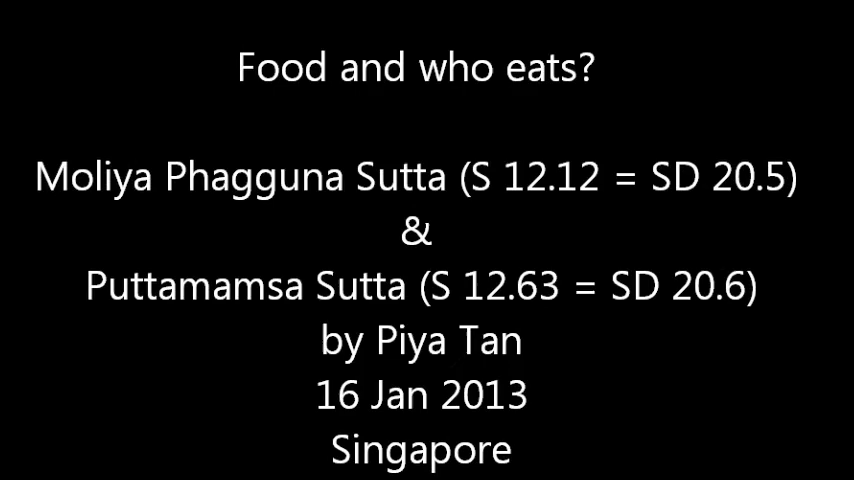 Food and who eats?
Moliya Phagguna Sutta (S 12.12 = SD 20.5)
&
Puttamamsa Sutta (S 12.63 = SD 20.6)
by Piya Tan
16 Jan 2013
Singapore